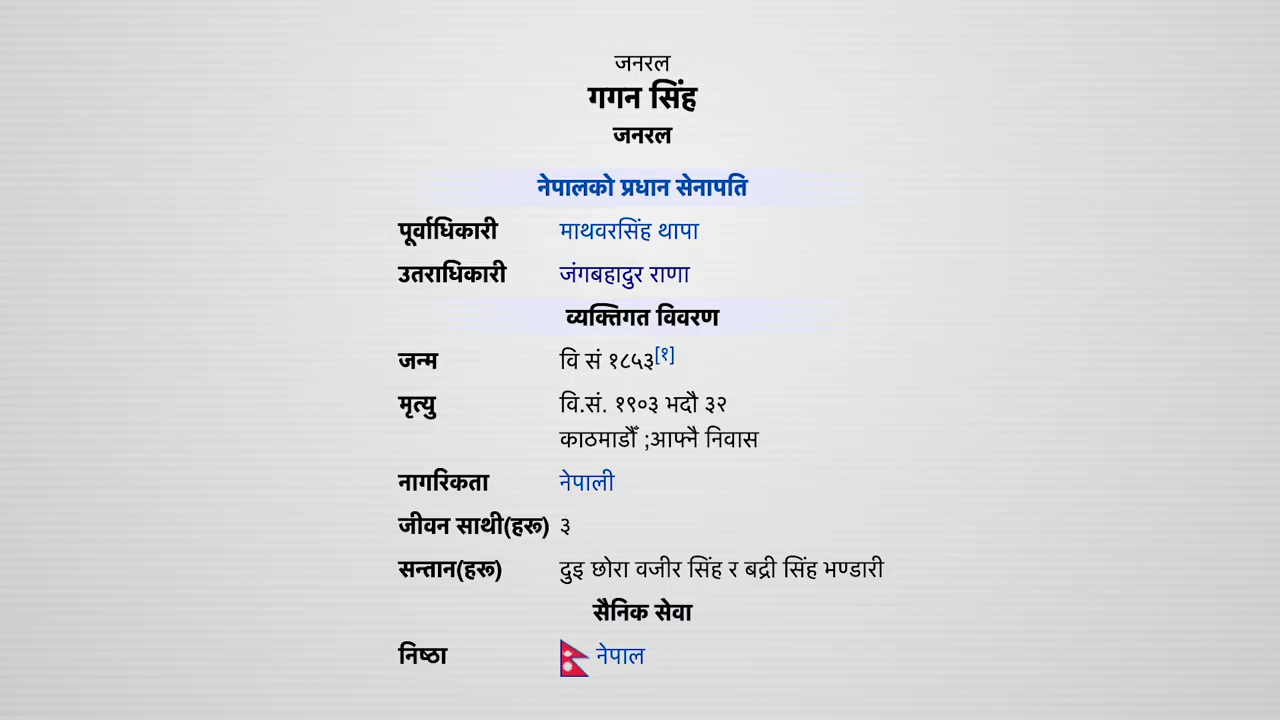 जनरल
गगन सिंह
जनरल
नेपालको प्रधान सेनापति
पूर्वाधिकारी माथवरसिंह थापा
उतराधिकारी जंगबहादुर राणा
व्यक्तिगत विवरण
जन्म वि सं १८५३[१]
मृत्यु वि.सं. १९०३ भदौ ३२
काठमाडौँ ;आफ्नै निवास
नागरिकता नेपाली
जीवन साथी(हरू) ३
सन्तान(हरू) दुइ छोरा वजीर सिंह र बद्री सिंह भण्डारी
सैनिक सेवा
निष्ठा नेपाल